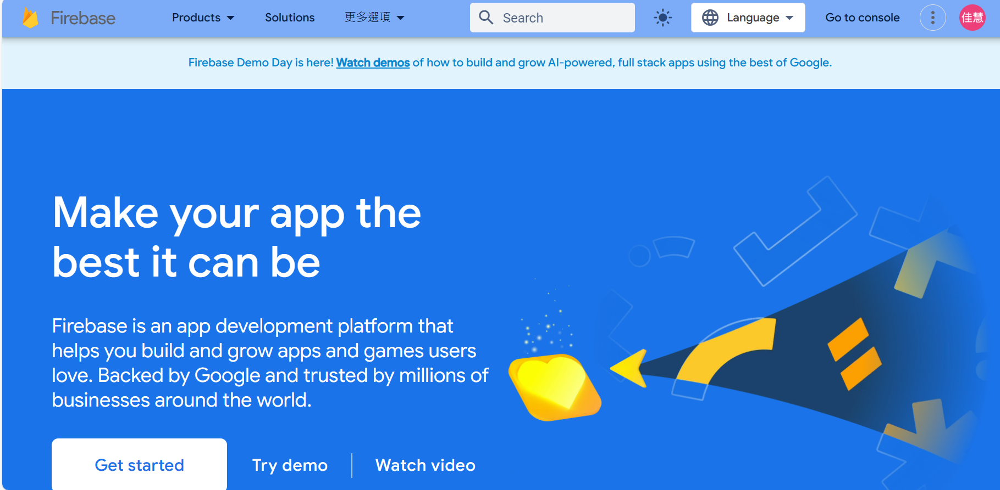 Firebase Products Solutions 更多選項 Search Language Go to console 佳慧
Firebase Demo Day is here! Watch demos of how to build and grow AI-powered, full stack apps using the best of Google.
Make your app the
best it can be
Firebase is an app development platform that
helps you build and grow apps and games users
love. Backed by Google and trusted by millions of
businesses around the world.
Get started Try demo Watch video